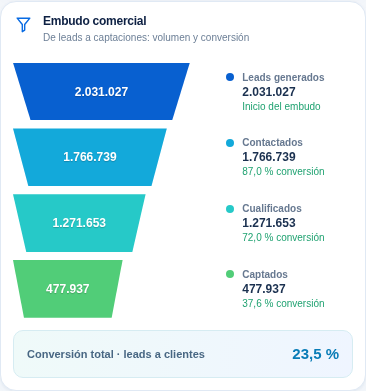 Embudo comercial
De leads a captaciones: volumen y conversión
2.031.027
Leads generados
2.031.027
Inicio del embudo
1.766.739
Contactados
1.766.739
87,0 % conversión
1.271.653
Cualificados
1.271.653
72,0 % conversión
477.937
Captados
477.937
37,6 % conversión
Conversión total · leads a clientes
23,5 %